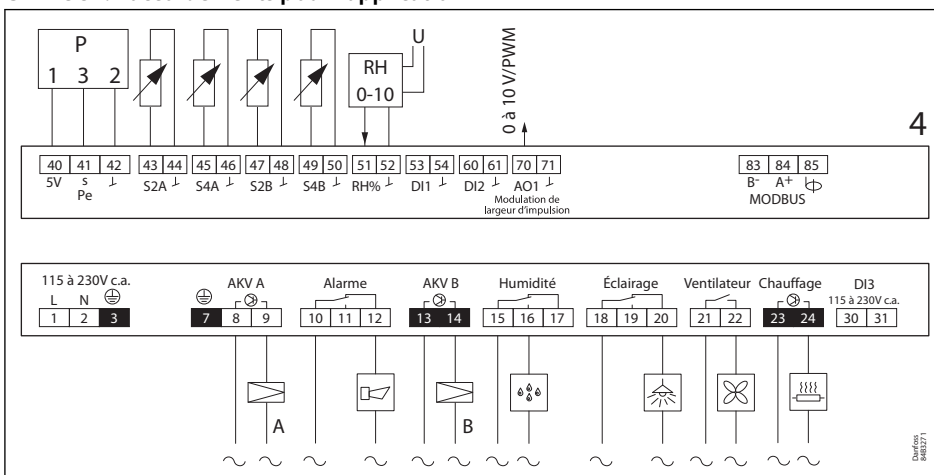 P
1 3 2
U
RH
0-10
0 à 10 V/PWM
4
40 41 42 43 44 45 46 47 48 49 50 51 52 53 54 60 61 70 71 83 84 85
5V s S2A S4A S2B S4B RH% DI1 DI2 AO1 B- A+
Pe
Modulation de
largeur d'impulsion
MODBUS
115 à 230V c.a. AKV A Alarme AKV B Humidité Éclairage Ventilateur Chauffage DI3
L N 115 à 230V c.a.
1 2 3 7 8 9 10 11 12 13 14 15 16 17 18 19 20 21 22 23 24 30 31
A B
Danfoss
84B3271